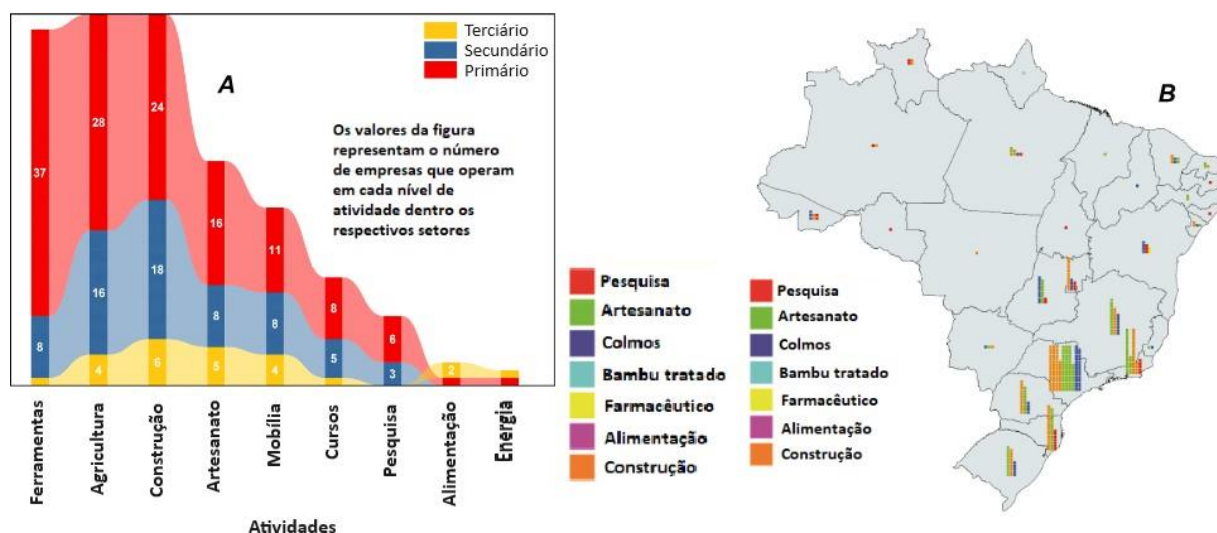 A
Terciário
Secundário
Primário
Os valores da figura
representam o número
de empresas que operam
em cada nível de
atividade dentro os
respectivos setores
37
8
28
16
4
24
18
6
16
8
5
11
8
4
8
5
6
3
2
Ferramentas
Agricultura
Construção
Artesanato
Mobília
Cursos
Pesquisa
Alimentação
Energia
Atividades
Pesquisa
Artesanato
Colmos
Bambu tratado
Farmacêutico
Alimentação
Construção
Pesquisa
Artesanato
Colmos
Bambu tratado
Farmacêutico
Alimentação
Construção
B